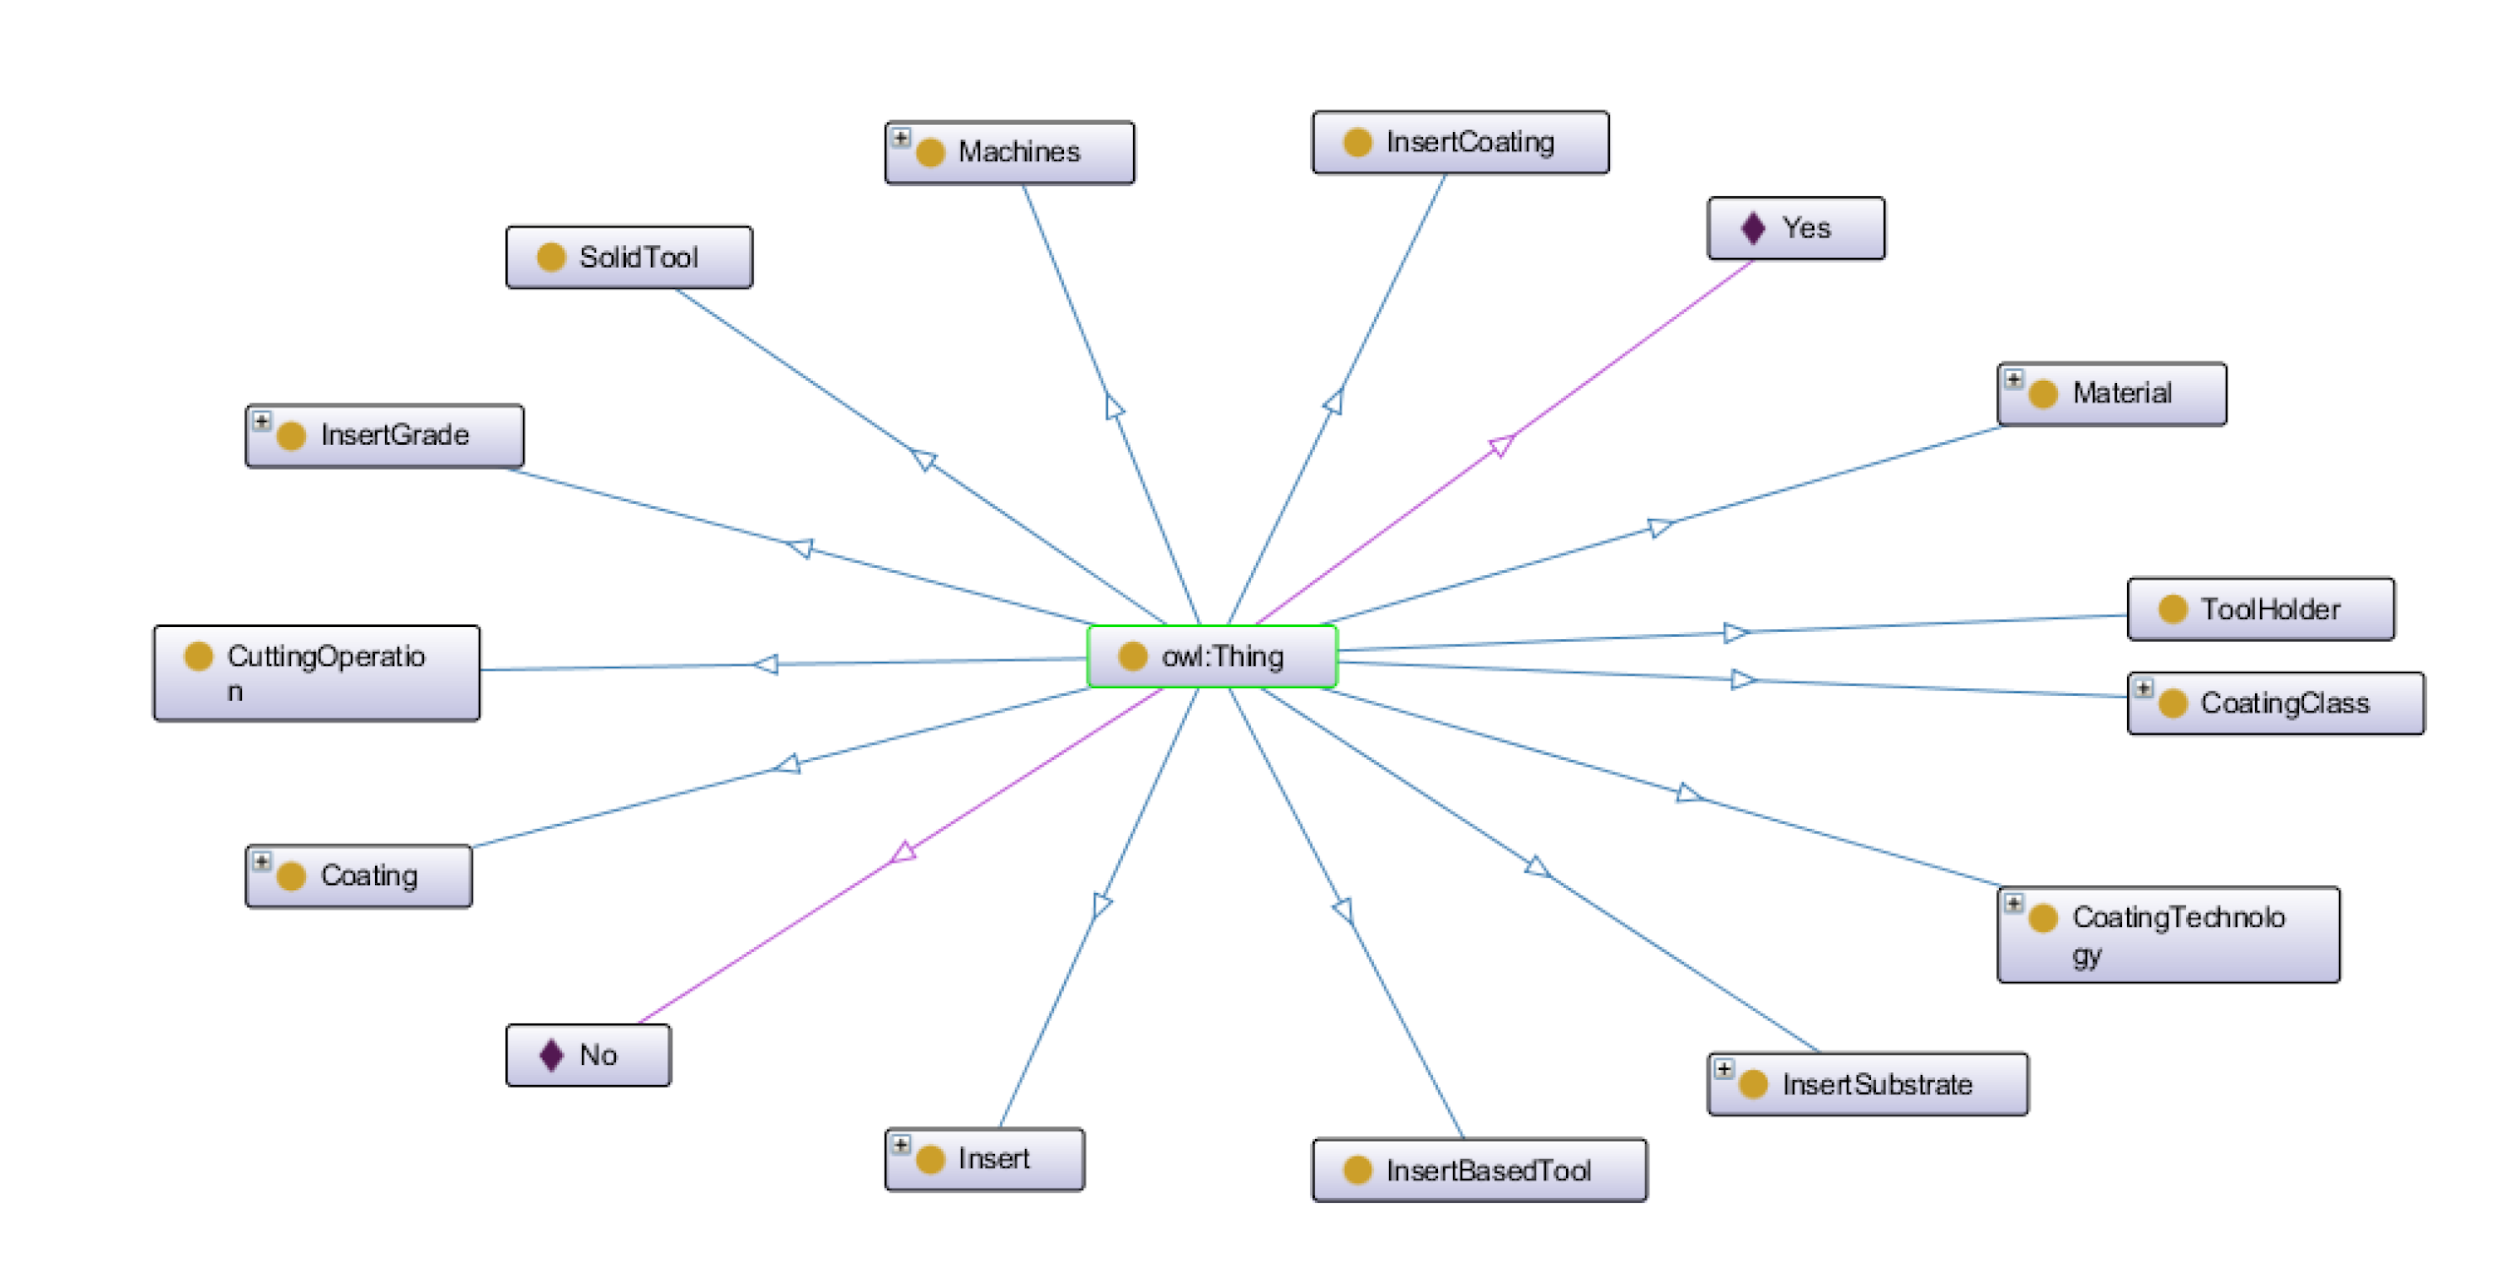 Machines
InsertCoating
Yes
SolidTool
Material
InsertGrade
ToolHolder
CuttingOperatio
n
owl:Thing
CoatingClass
Coating
CoatingTechnolo
gy
No
InsertSubstrate
Insert
InsertBasedTool